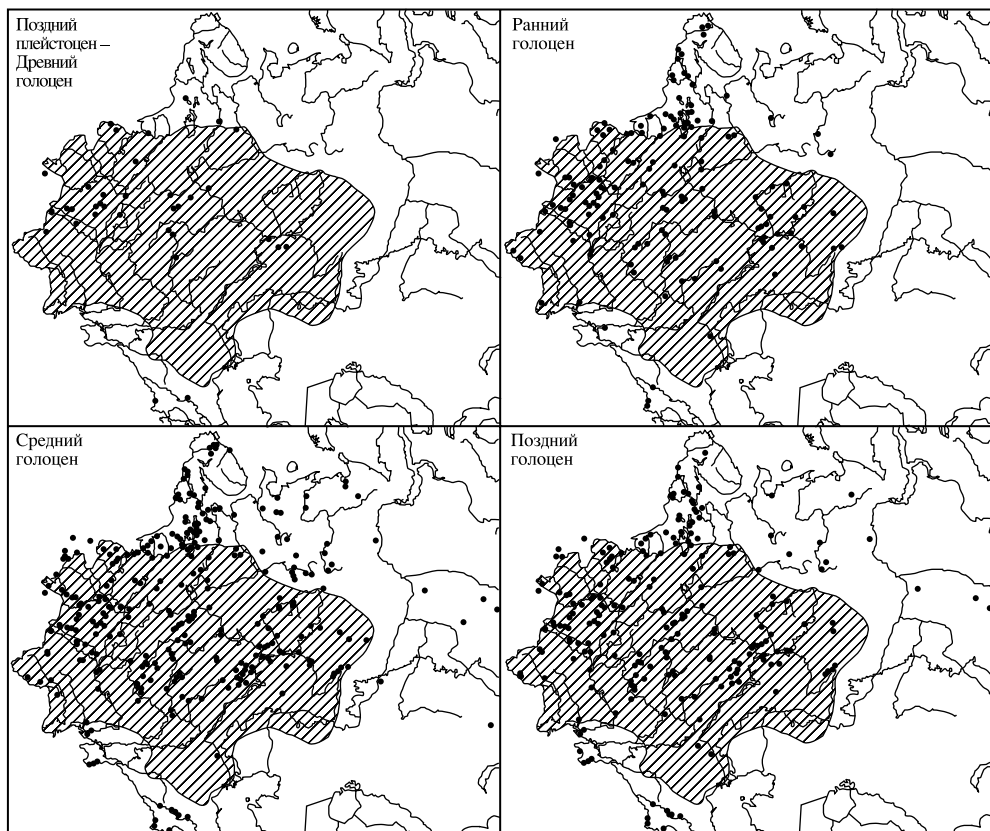 Поздний
плейстоцен –
Древний
голоцен
Ранний
голоцен
Средний
голоцен
Поздний
голоцен